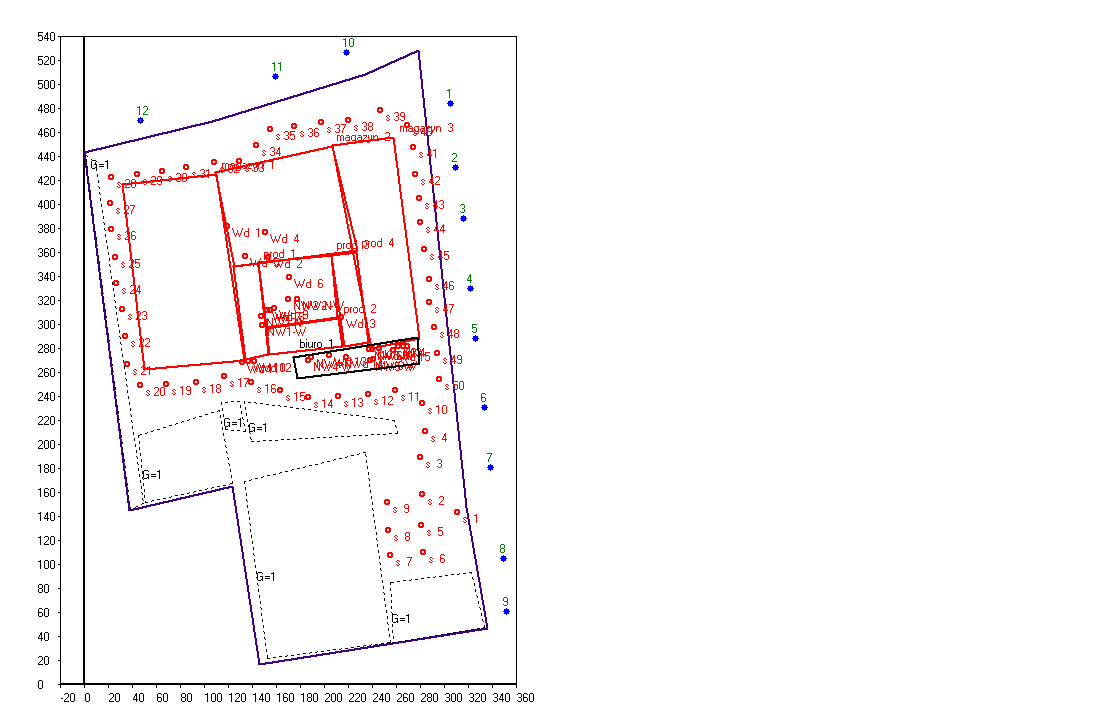 540
10
520
11
500
1
480
12
s 39
460
magazyn 3
s 38
s 37
s 36
s 35
magazyn 2
440
s 34
s 41
2
G=1
420
s 28
s 29
s 30
s 31
s 33
s 42
400
s 27
s 43
3
380
s 26
Wd 1
Wd 4
s 44
360
prod 4
prod 1
s 25
Wd 2
s 45
340
s 24
Wd 6
s 46
4
320
s 23
prod 2
s 47
300
s 22
NW1-W
Wd 3
s 48
5
280
biuro 1
s 21
s 49
260
s 20
s 19
s 18
s 17
s 16
s 50
240
s 15
s 14
s 13
s 12
s 11
s 10
6
220
G=1
G=1
s 4
200
s 3
7
180
G=1
160
s 2
140
s 9
s 1
120
s 8
s 5
100
s 7
s 6
8
80
G=1
60
G=1
9
40
20
0
-20 0 20 40 60 80 100 120 140 160 180 200 220 240 260 280 300 320 340 360